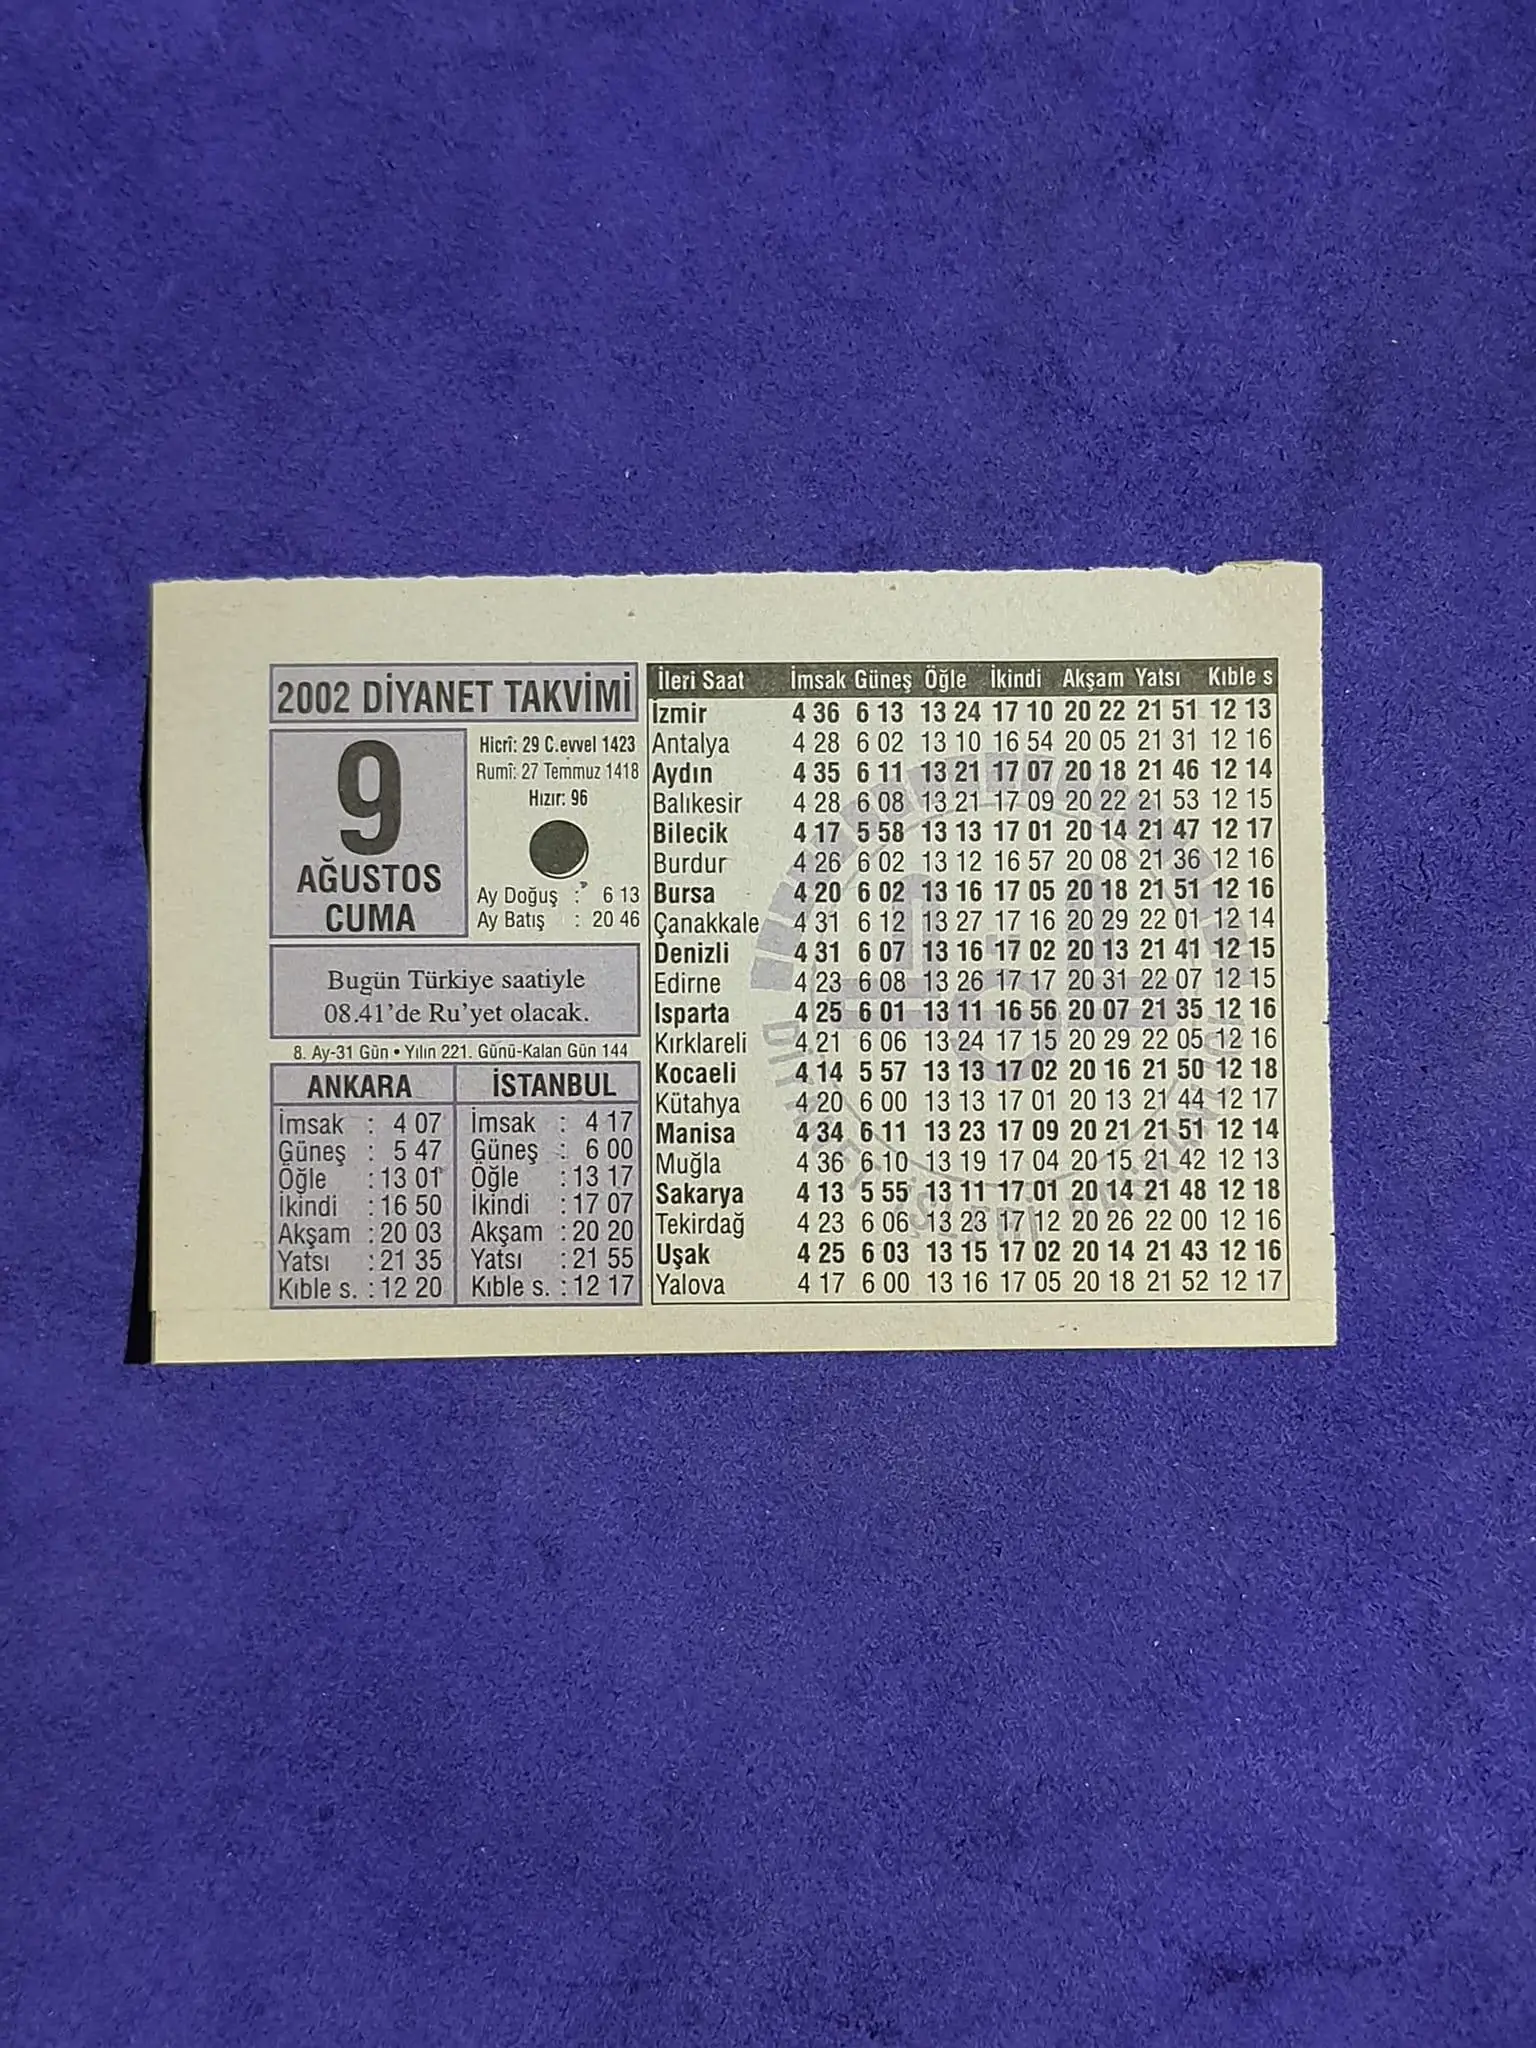 2002 DİYANET TAKVİMİ
9
AĞUSTOS
CUMA
Hicrî: 29 C.evvel 1423
Rumî: 27 Temmuz 1418
Hızır: 96
Ay Doğuş : 6 13
Ay Batış : 20 46
Bugün Türkiye saatiyle
08.41'de Ru'yet olacak.
8. Ay-31 Gün • Yılın 221. Günü-Kalan Gün 144
ANKARA
İmsak : 4 07
Güneş : 5 47
Öğle : 13 01
İkindi : 16 50
Akşam : 20 03
Yatsı : 21 35
Kıble s. : 12 20
İSTANBUL
İmsak : 4 17
Güneş : 6 00
Öğle : 13 17
İkindi : 17 07
Akşam : 20 20
Yatsı : 21 55
Kıble s. : 12 17
İleri Saat İmsak Güneş Öğle İkindi Akşam Yatsı Kıble s
İzmir 4 36 6 13 13 24 17 10 20 22 21 51 12 13
Antalya 4 28 6 02 13 10 16 54 20 05 21 31 12 16
Aydın 4 35 6 11 13 21 17 07 20 18 21 46 12 14
Balıkesir 4 28 6 08 13 21 17 09 20 22 21 53 12 15
Bilecik 4 17 5 58 13 13 17 01 20 14 21 47 12 17
Burdur 4 26 6 02 13 12 16 57 20 08 21 36 12 16
Bursa 4 20 6 02 13 16 17 05 20 18 21 51 12 16
Çanakkale 4 31 6 12 13 27 17 16 20 29 22 01 12 14
Denizli 4 31 6 07 13 16 17 02 20 13 21 41 12 15
Edirne 4 23 6 08 13 26 17 17 20 31 22 07 12 15
Isparta 4 25 6 01 13 11 16 56 20 07 21 35 12 16
Kırklareli 4 21 6 06 13 24 17 15 20 29 22 05 12 16
Kocaeli 4 14 5 57 13 13 17 02 20 16 21 50 12 18
Kütahya 4 20 6 00 13 13 17 01 20 13 21 44 12 17
Manisa 4 34 6 11 13 23 17 09 20 21 21 51 12 14
Muğla 4 36 6 10 13 19 17 04 20 15 21 42 12 13
Sakarya 4 13 5 55 13 11 17 01 20 14 21 48 12 18
Tekirdağ 4 23 6 06 13 23 17 12 20 26 22 00 12 16
Uşak 4 25 6 03 13 15 17 02 20 14 21 43 12 16
Yalova 4 17 6 00 13 16 17 05 20 18 21 52 12 17